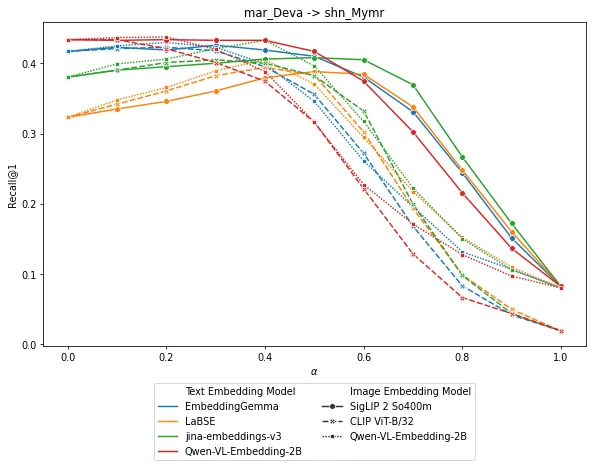 mar_Deva -> shn_Mymr
Recall@1
0.4
0.3
0.2
0.1
0.0
0.0 0.2 0.4 0.6 0.8 1.0
α
Text Embedding Model Image Embedding Model
EmbeddingGemma SigLIP 2 So400m
LaBSE CLIP ViT-B/32
jina-embeddings-v3 Qwen-VL-Embedding-2B
Qwen-VL-Embedding-2B